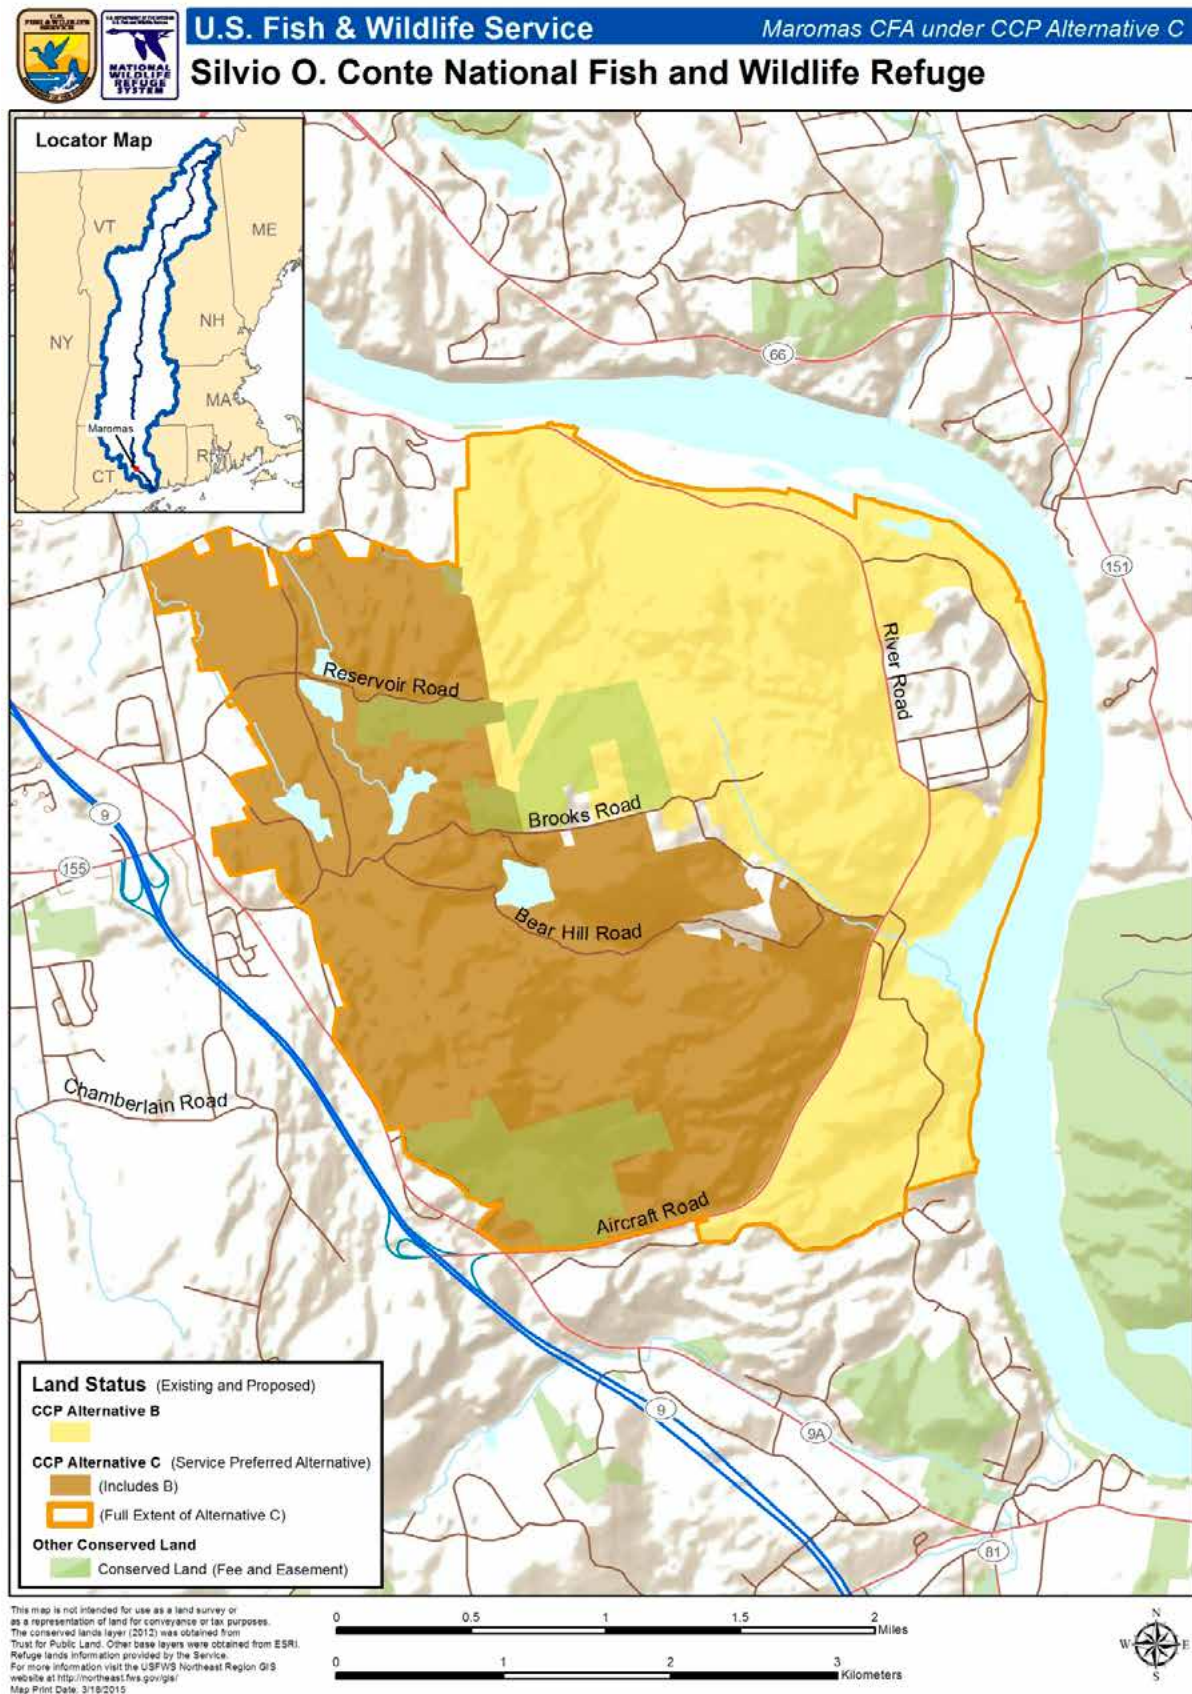 U.S. Fish & Wildlife Service
Maromas CFA under CCP Alternative C
Silvio O. Conte National Fish and Wildlife Refuge
U.S.
FISH & WILDLIFE
SERVICE
NATIONAL
WILDLIFE
REFUGE
SYSTEM
Locator Map
VT
ME
NH
NY
MA
Maromas
CT
RI
66
151
River Road
Reservoir Road
Brooks Road
Bear Hill Road
9
155
Chamberlain Road
Aircraft Road
9
9A
81
Land Status (Existing and Proposed)
CCP Alternative B
CCP Alternative C (Service Preferred Alternative)
(Includes B)
(Full Extent of Alternative C)
Other Conserved Land
Conserved Land (Fee and Easement)
This map is not intended for use as a land survey or
as a representation of land for conveyance or tax purposes.
The conserved lands layer (2012) was obtained from
Trust for Public Land. Other base layers were obtained from ESRI.
Refuge lands information provided by the Service.
For more information visit the USFWS Northeast Region GIS
website at http://northeast.fws.gov/gis/
Map Print Date: 3/18/2015
0 0.5 1 1.5 2
Miles
0 1 2 3
Kilometers
N
W E
S